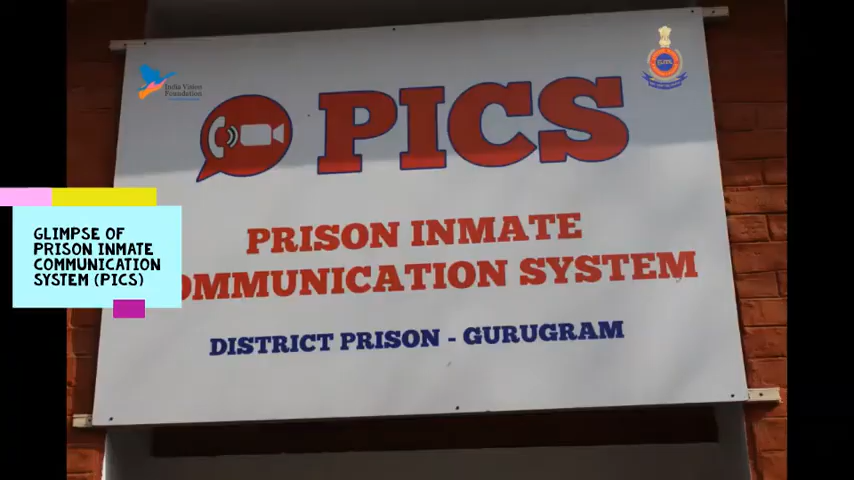 India Vision
Foundation
PICS
PRISON INMATE
OMMUNICATION SYSTEM
DISTRICT PRISON - GURUGRAM
GLIMPSE OF
PRISON INMATE
COMMUNICATION
SYSTEM (PICS)